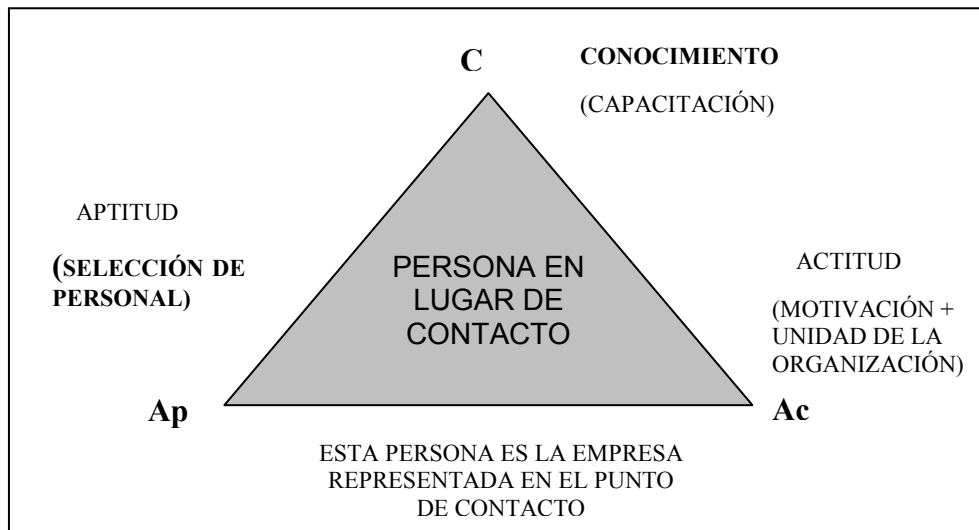 C
CONOCIMIENTO
(CAPACITACIÓN)
APTITUD
(SELECCIÓN DE
PERSONAL)
PERSONA EN
LUGAR DE
CONTACTO
ACTITUD
(MOTIVACIÓN +
UNIDAD DE LA
ORGANIZACIÓN)
Ap
Ac
ESTA PERSONA ES LA EMPRESA
REPRESENTADA EN EL PUNTO
DE CONTACTO